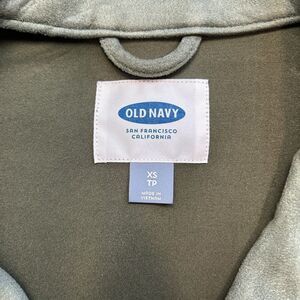 OLD NAVY
SAN FRANCISCO
CALIFORNIA
XS
TP
MADE IN
VIETNAM